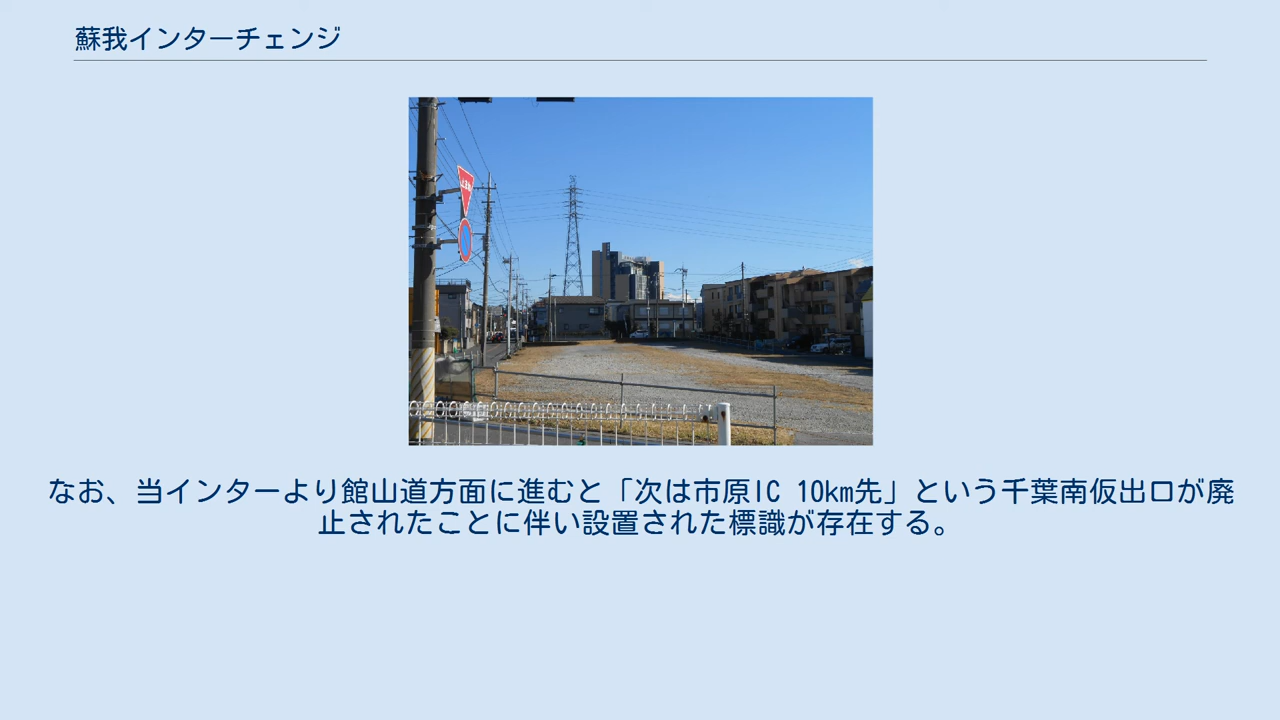 蘇我インターチェンジ
止まれ
なお、当インターより館山道方面に進むと「次は市原IC 10km先」という千葉南仮出口が廃
止されたことに伴い設置された標識が存在する。